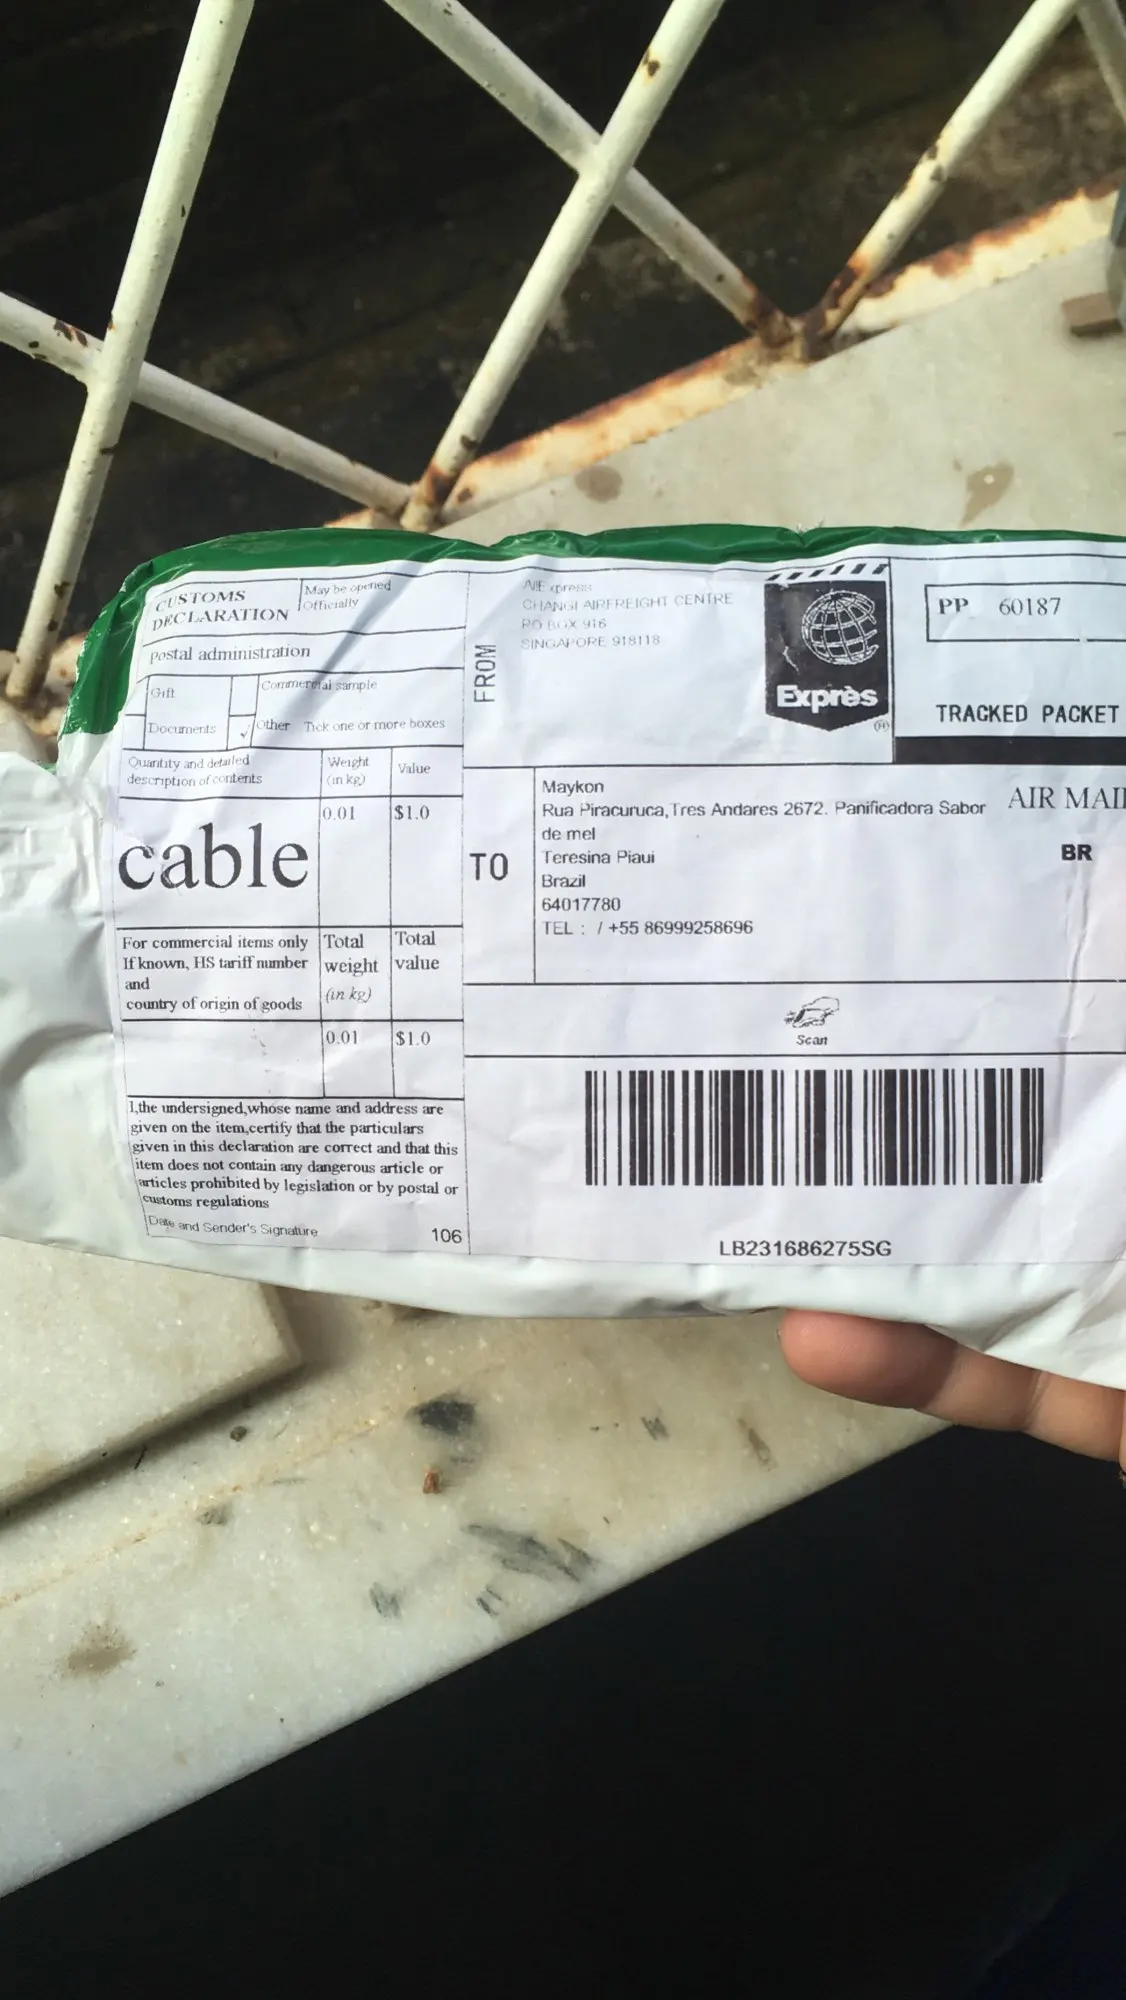 CUSTOMS
DECLARATION
May be opened
Officially
Postal administration
Gift
Commercial sample
Documents
Other Tick one or more boxes
Quantity and detailed
description of contents
Weight
(in kg)
Value
cable
0.01
$1.0
For commercial items only
If known, HS tariff number
and
country of origin of goods
Total
weight
(in kg)
Total
value
0.01
$1.0
I,the undersigned,whose name and address are
given on the item,certify that the particulars
given in this declaration are correct and that this
item does not contain any dangerous article or
articles prohibited by legislation or by postal or
customs regulations
Date and Sender's Signature
106
FROM
CHANGI AIRFREIGHT CENTRE
PO BOX 916
SINGAPORE 918118
Exprès
PP 60187
TRACKED PACKET
TO
Maykon
Rua Piracuruca,Tres Andares 2672. Panificadora Sabor
de mel
Teresina Piaui
Brazil
64017780
TEL : / +55 86999258696
AIR MAI
BR
Scan
LB231686275SG